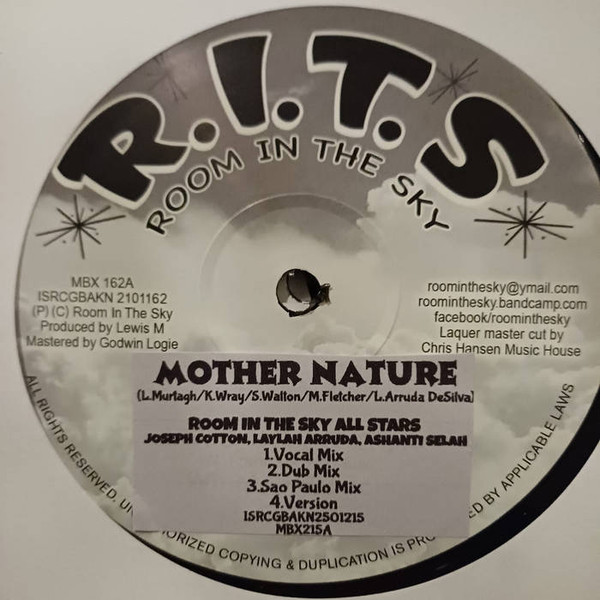 R.I.T.S
ROOM IN THE SKY
MBX 162A
ISRCGBAKN 2101162
(P) (C) Room In The Sky
Produced by Lewis M
Mastered by Godwin Logie
roominthesky@ymail.com
roominthesky.bandcamp.com
facebook/roominthesky
Laquer master cut by
Chris Hansen Music House
MOTHER NATURE
(L.Murtagh/K.Wray/S.Walton/M.Fletcher/L.Arruda DeSilva)
ROOM IN THE SKY ALL STARS
JOSEPH COTTON, LAYLAH ARRUDA, ASHANTI SELAH
1.Vocal Mix
2.Dub Mix
3.Sao Paulo Mix
4.Version
ISRCGBAKN2501215
MBX215A
ALL RIGHTS RESERVED. COPYING & DUPLICATION IS BY APPLICABLE LAWS